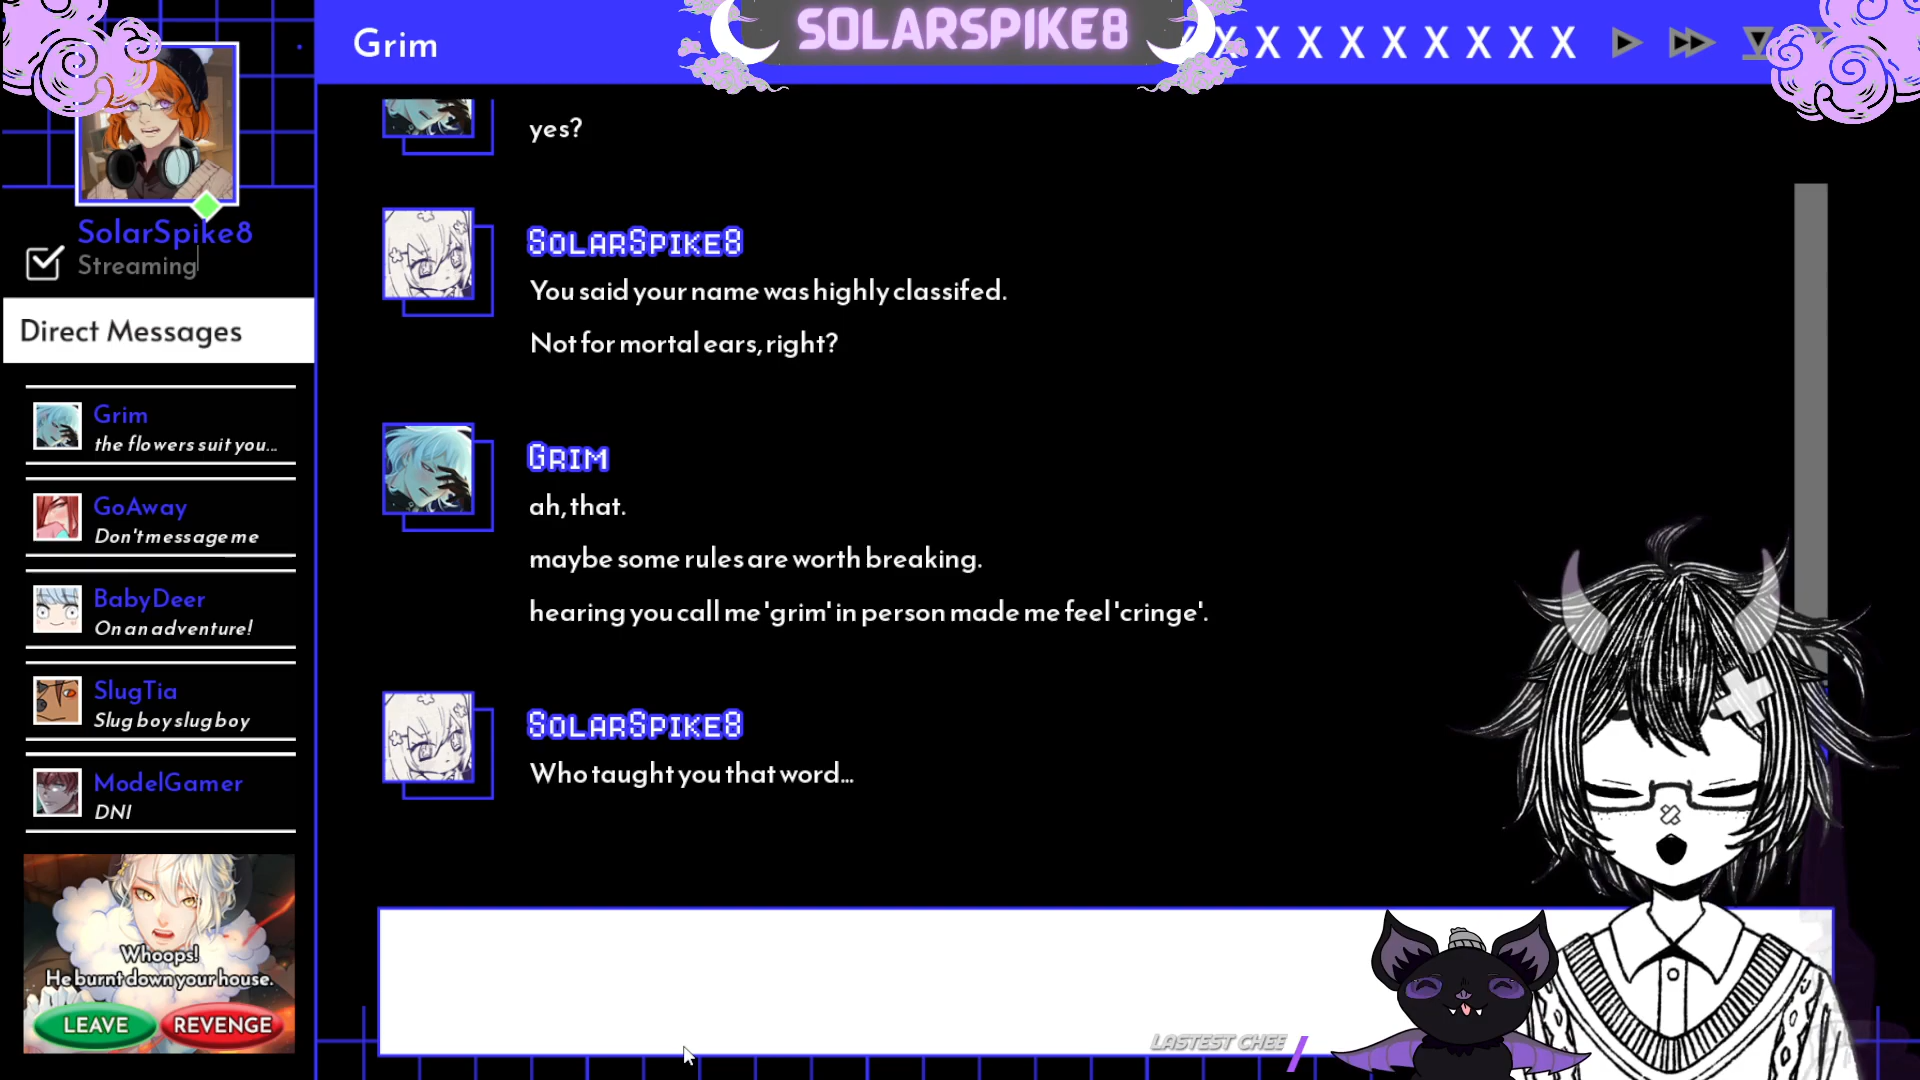 Grim
SOLARSPIKE8
X X X X X X X X X
yes?
SolarSpike8
Streaming
Direct Messages
Grim
the flowers suit you...
GoAway
Don't message me
BabyDeer
On an adventure!
SlugTia
Slug boy slug boy
ModelGamer
DNI
Whoops!
He burnt down your house.
LEAVE REVENGE
SOLARSPIKE8
You said your name was highly classifed.
Not for mortal ears, right?
GRIM
ah, that.
maybe some rules are worth breaking.
hearing you call me 'grim' in person made me feel 'cringe'.
SOLARSPIKE8
Who taught you that word...
LASTEST CHEE